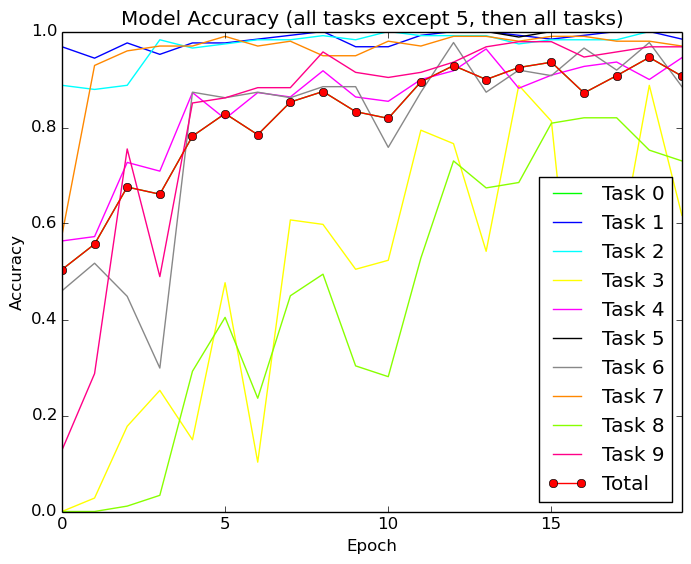 Model Accuracy (all tasks except 5, then all tasks)
1.0
0.8
0.6
0.4
0.2
0.0
Accuracy
0
5
10
15
Epoch
Task 0
Task 1
Task 2
Task 3
Task 4
Task 5
Task 6
Task 7
Task 8
Task 9
Total